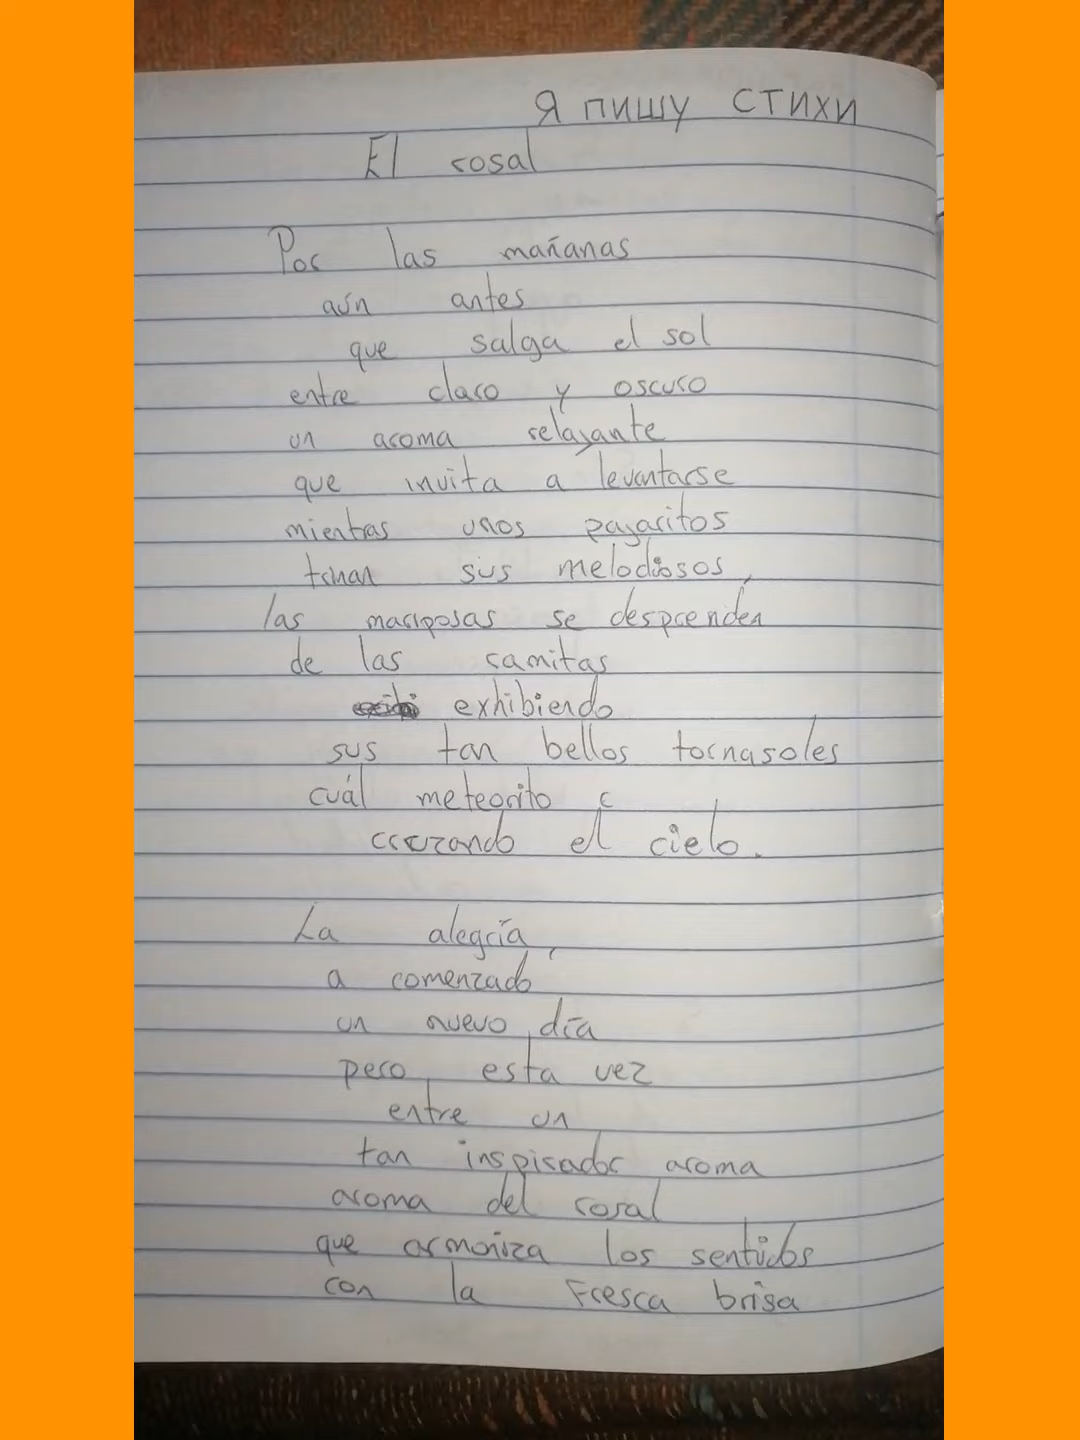 Я ПИШУ СТИХИ
El rosal
Por las mañanas
aún antes
que salga el sol
entre claro y oscuro
un aroma relajante
que invita a levantarse
mientras unos pajaritos
trinan sus melodiosos,
las mariposas se desprenden
de las ramitas
exhibiendo
sus tan bellos tornasoles
cuál meteorito
cruzando el cielo.
La alegría,
a comenzado
un nuevo día
pero, esta vez
entre un
tan inspirador aroma
aroma del rosal
que armoniza los sentidos
con la fresca brisa